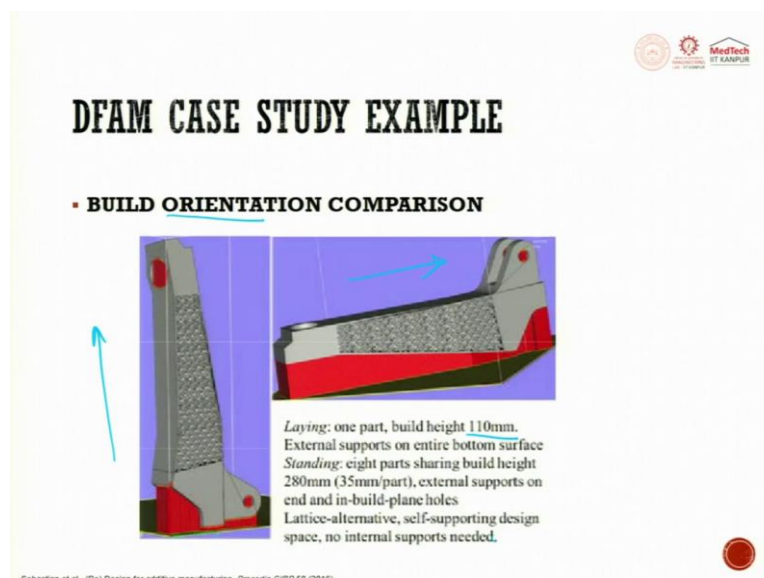 MedTech
IIT KANPUR
DFAM CASE STUDY EXAMPLE
▪ BUILD ORIENTATION COMPARISON
Laying: one part, build height 110mm.
External supports on entire bottom surface
Standing: eight parts sharing build height
280mm (35mm/part), external supports on
end and in-build-plane holes
Lattice-alternative, self-supporting design
space, no internal supports needed.